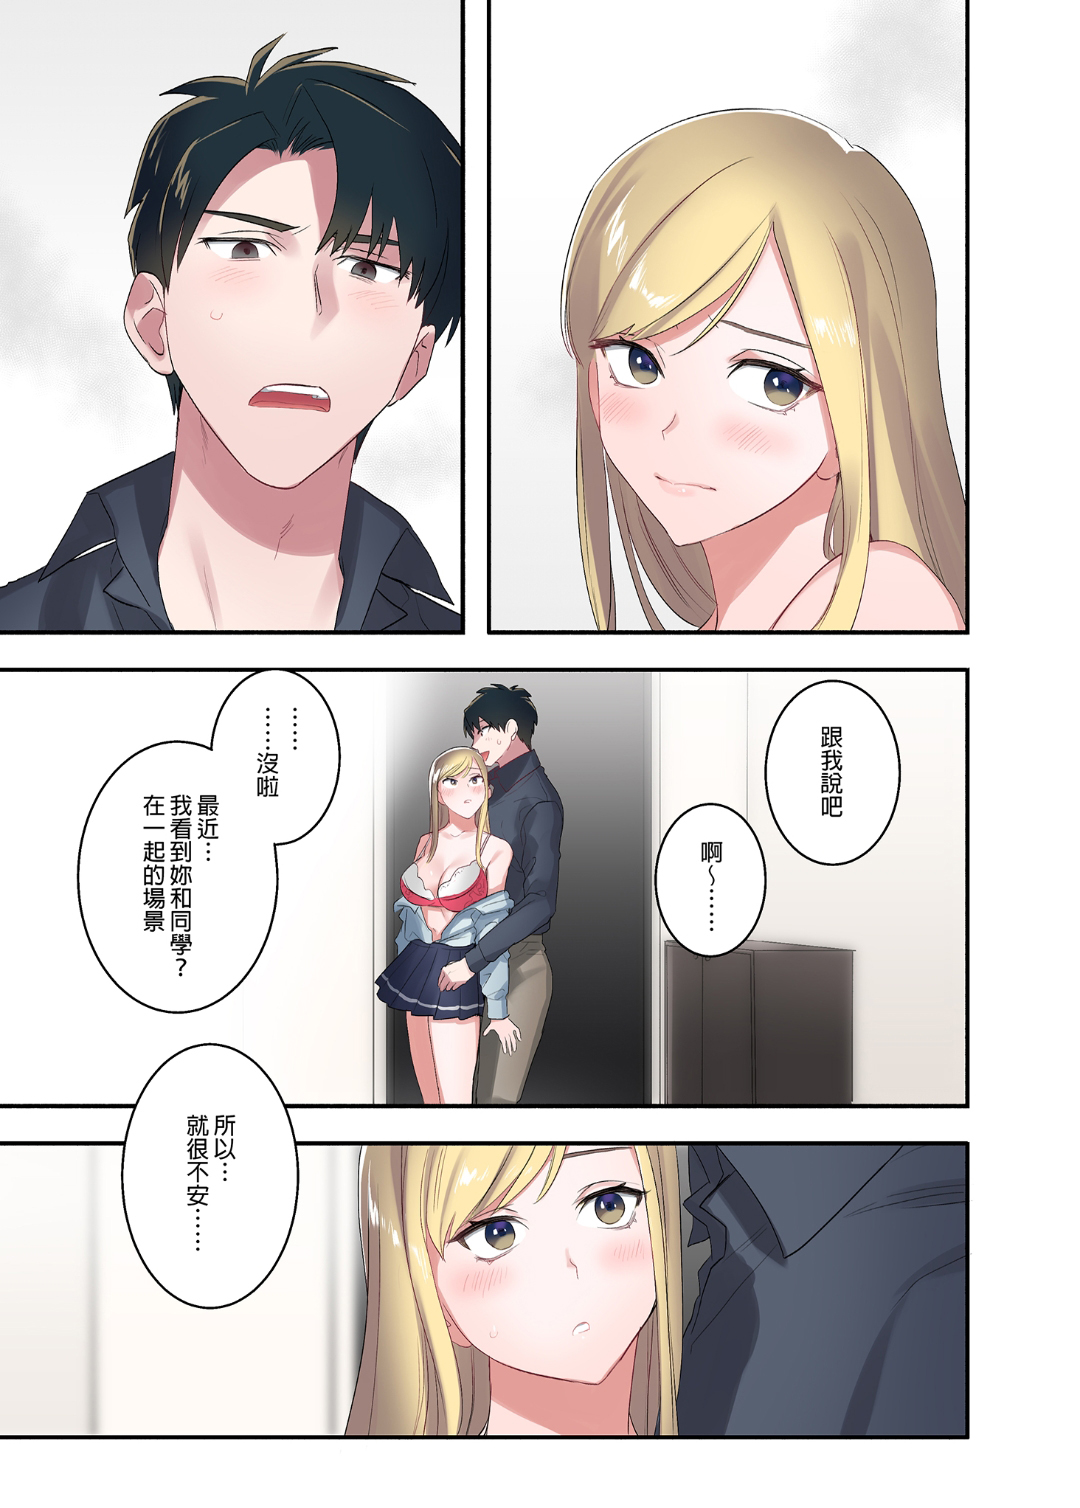 跟我說吧
啊～……
……
……沒啦
最近…
我看到妳和同學？
在一起的場景
所以…
就很不安……